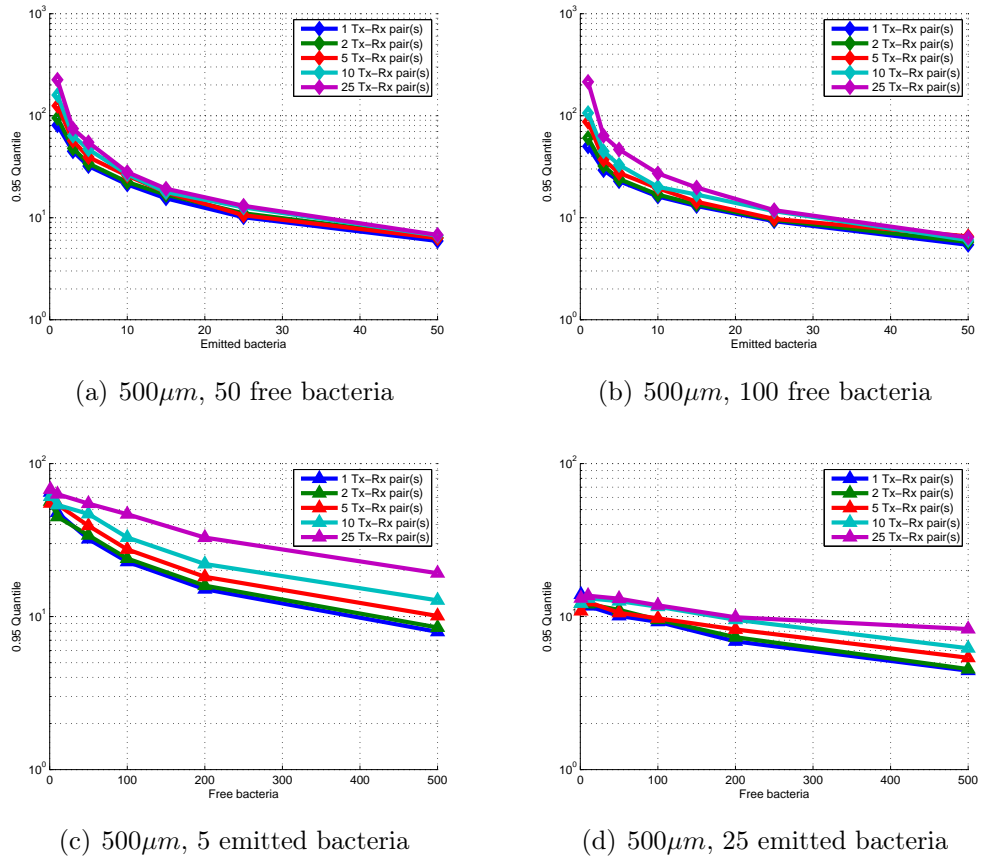 10³
10²
10¹
10⁰
0.95 Quantile
0 10 20 30 40 50
Emitted bacteria
1 Tx−Rx pair(s)
2 Tx−Rx pair(s)
5 Tx−Rx pair(s)
10 Tx−Rx pair(s)
25 Tx−Rx pair(s)
(a) 500μm, 50 free bacteria
10³
10²
10¹
10⁰
0.95 Quantile
0 10 20 30 40 50
Emitted bacteria
1 Tx−Rx pair(s)
2 Tx−Rx pair(s)
5 Tx−Rx pair(s)
10 Tx−Rx pair(s)
25 Tx−Rx pair(s)
(b) 500μm, 100 free bacteria
10²
10¹
10⁰
0.95 Quantile
0 100 200 300 400 500
Free bacteria
1 Tx−Rx pair(s)
2 Tx−Rx pair(s)
5 Tx−Rx pair(s)
10 Tx−Rx pair(s)
25 Tx−Rx pair(s)
(c) 500μm, 5 emitted bacteria
10²
10¹
10⁰
0.95 Quantile
0 100 200 300 400 500
Free bacteria
1 Tx−Rx pair(s)
2 Tx−Rx pair(s)
5 Tx−Rx pair(s)
10 Tx−Rx pair(s)
25 Tx−Rx pair(s)
(d) 500μm, 25 emitted bacteria